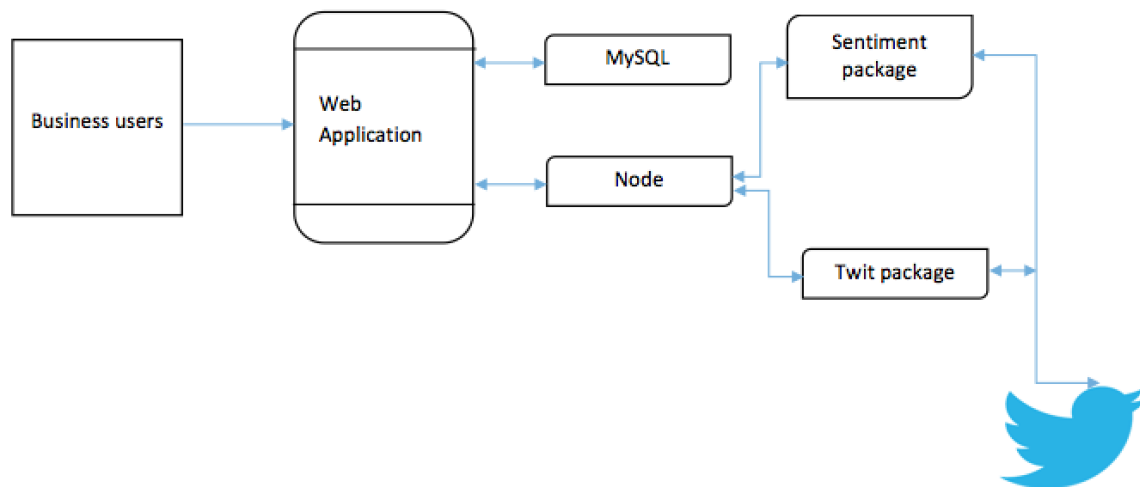 Business users
Web
Application
MySQL
Node
Sentiment
package
Twit package